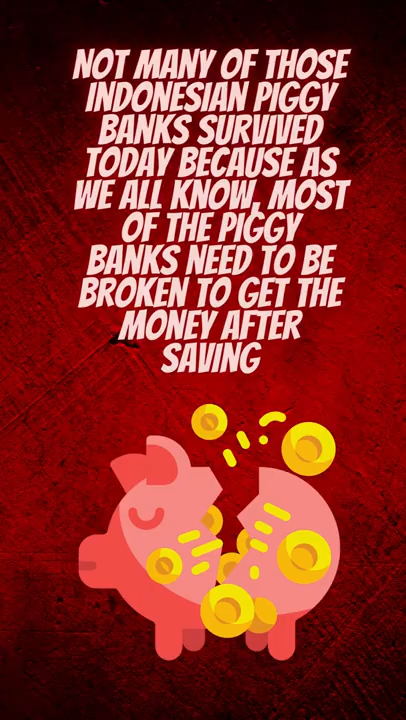 NOT MANY OF THOSE
INDONESIAN PIGGY
BANKS SURVIVED
TODAY BECAUSE AS
WE ALL KNOW, MOST
OF THE PIGGY
BANKS NEED TO BE
BROKEN TO GET THE
MONEY AFTER
SAVING